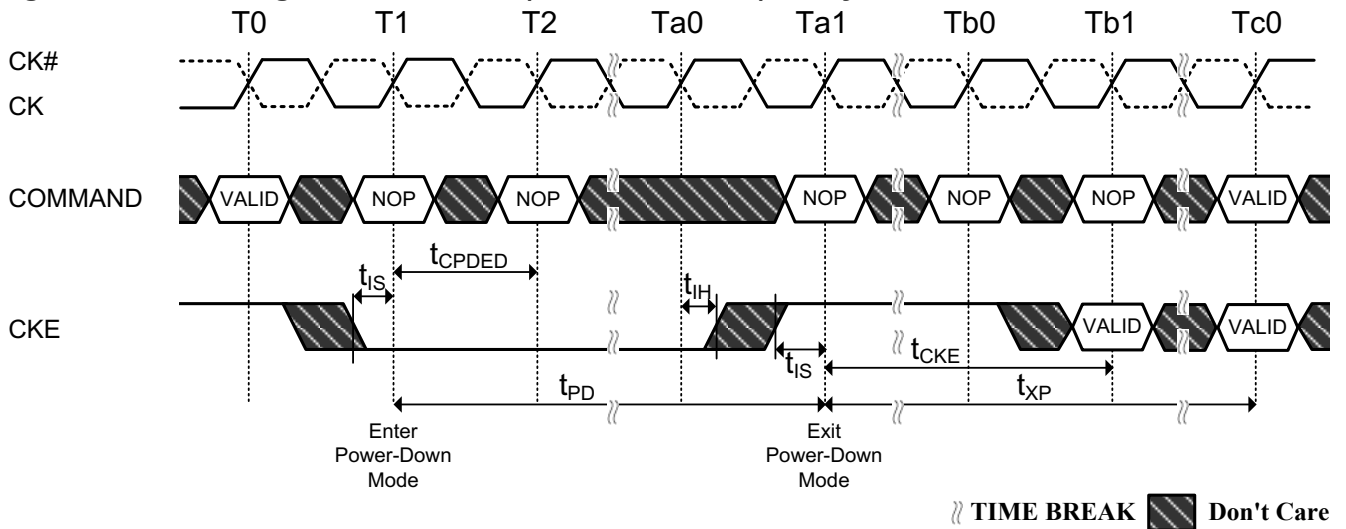 T0 T1 T2 Ta0 Ta1 Tb0 Tb1 Tc0
CK#
CK
COMMAND VALID NOP NOP NOP NOP NOP VALID
tCPDED
tIS tIH
CKE VALID VALID
tIS tCKE
tPD tXP
Enter
Power-Down
Mode
Exit
Power-Down
Mode
TIME BREAK Don't Care